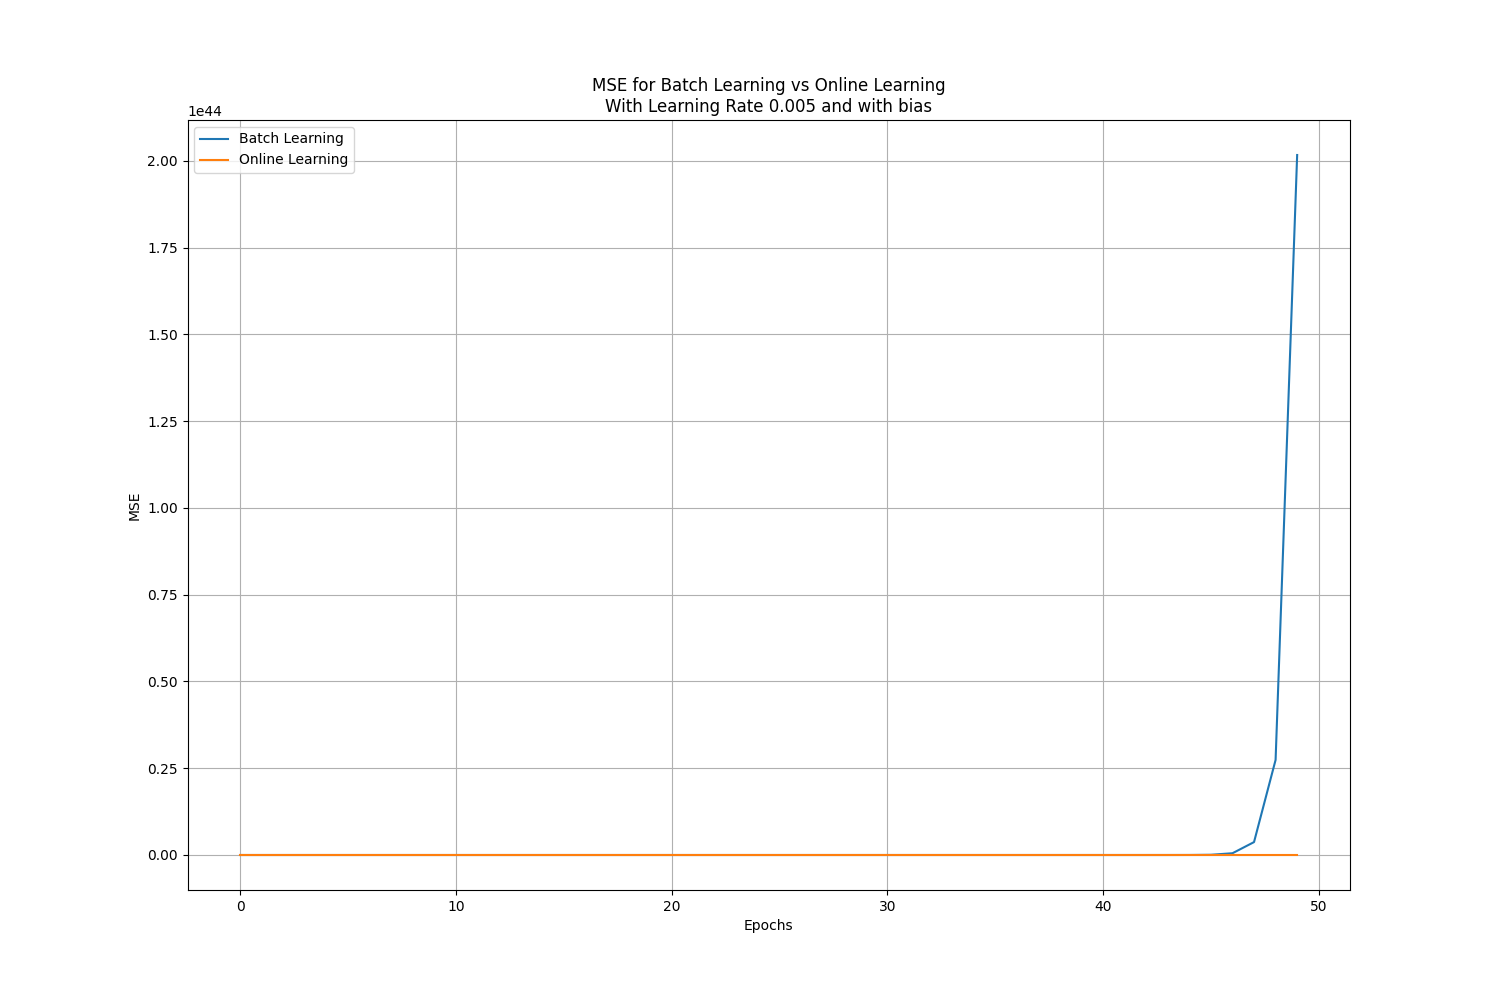 MSE for Batch Learning vs Online Learning
With Learning Rate 0.005 and with bias
1e44
Batch Learning
Online Learning
2.00
1.75
1.50
1.25
1.00
0.75
0.50
0.25
0.00
MSE
0 10 20 30 40 50
Epochs